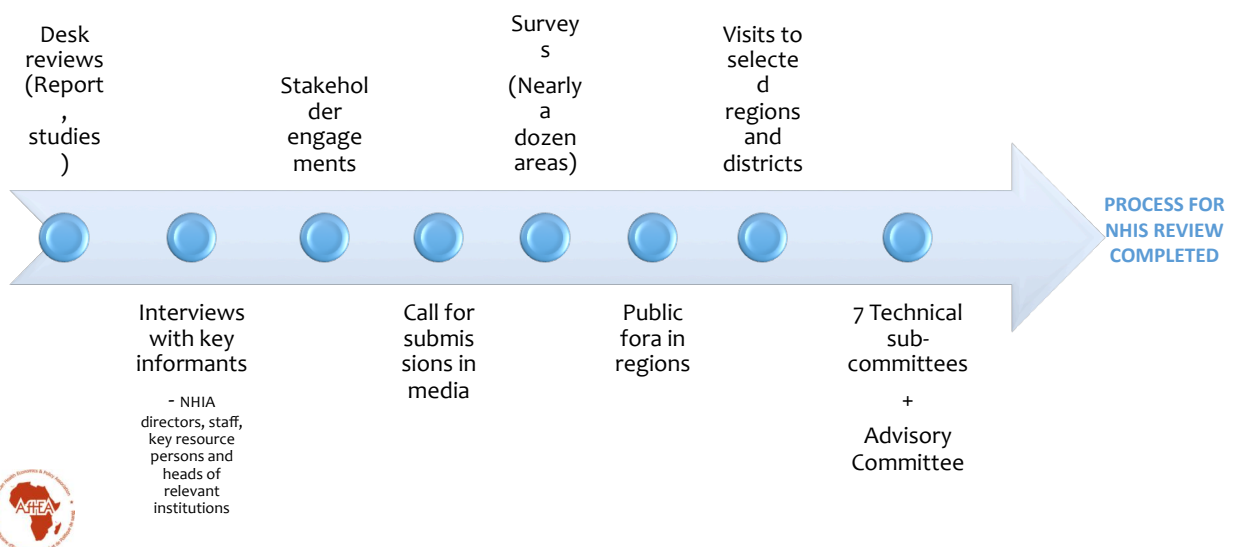 Desk
reviews
(Report
,
studies
)
Interviews
with key
informants
- NHIA
directors, staff,
key resource
persons and
heads of
relevant
institutions
Stakehol
der
engage
ments
Call for
submis
sions in
media
Survey
s
(Nearly
a
dozen
areas)
Public
fora in
regions
Visits to
selecte
d
regions
and
districts
7 Technical
sub-
committees
+
Advisory
Committee
PROCESS FOR
NHIS REVIEW
COMPLETED
AfHEA